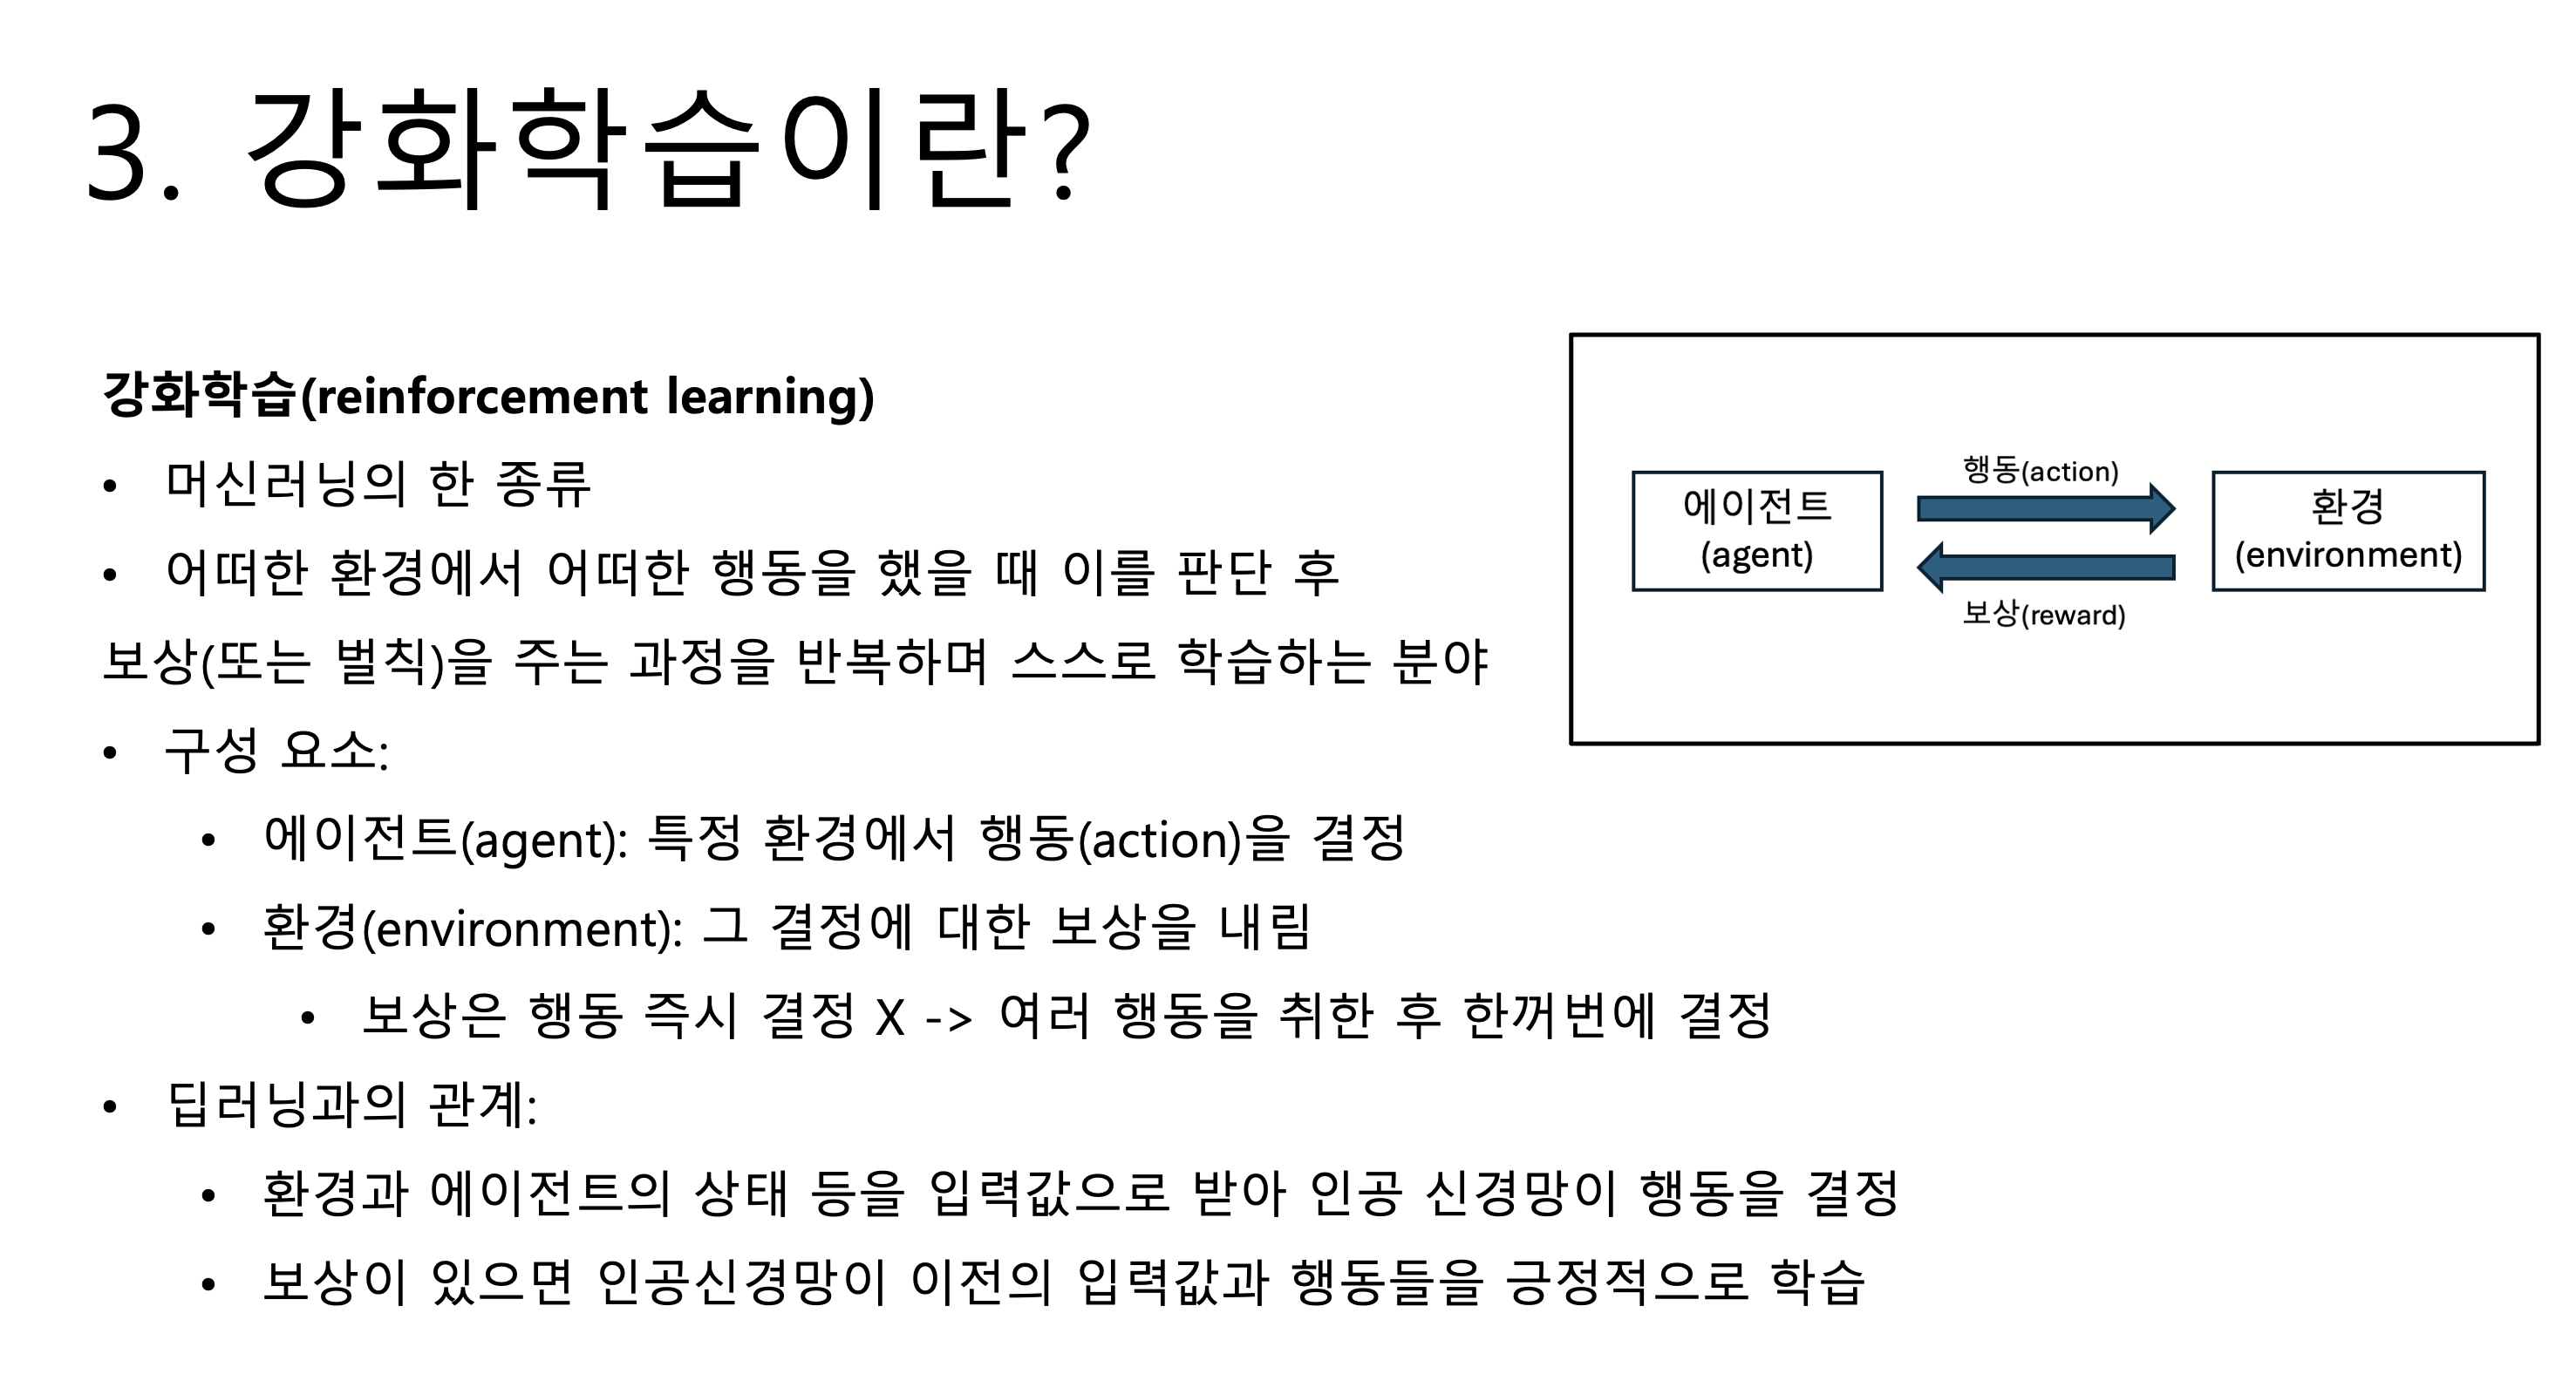 3. 강화학습이란?
강화학습(reinforcement learning)
• 머신러닝의 한 종류
• 어떠한 환경에서 어떠한 행동을 했을 때 이를 판단 후
보상(또는 벌칙)을 주는 과정을 반복하며 스스로 학습하는 분야
• 구성 요소:
• 에이전트(agent): 특정 환경에서 행동(action)을 결정
• 환경(environment): 그 결정에 대한 보상을 내림
• 보상은 행동 즉시 결정 X -> 여러 행동을 취한 후 한꺼번에 결정
• 딥러닝과의 관계:
• 환경과 에이전트의 상태 등을 입력값으로 받아 인공 신경망이 행동을 결정
• 보상이 있으면 인공신경망이 이전의 입력값과 행동들을 긍정적으로 학습
에이전트
(agent)
행동(action)
보상(reward)
환경
(environment)